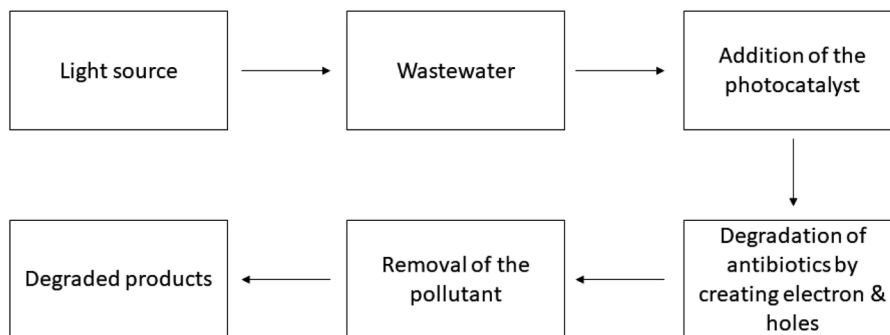 Light source
Wastewater
Addition of the
photocatalyst
Degradation of
antibiotics by
creating electron &
holes
Removal of the
pollutant
Degraded products